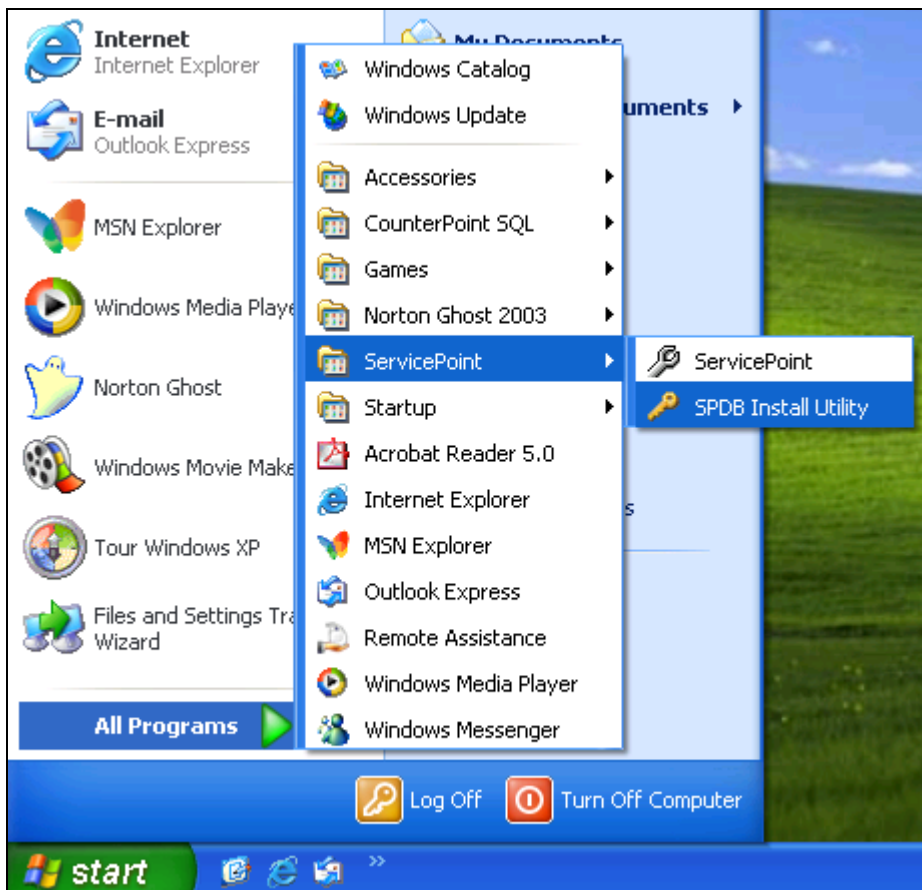 Internet
Internet Explorer
E-mail
Outlook Express
MSN Explorer
Windows Media Playe
Norton Ghost
Windows Movie Make
Tour Windows XP
Files and Settings Tra
Wizard
All Programs
My Documents
uments
s
Windows Catalog
Windows Update
Accessories
CounterPoint SQL
Games
Norton Ghost 2003
ServicePoint
Startup
Acrobat Reader 5.0
Internet Explorer
MSN Explorer
Outlook Express
Remote Assistance
Windows Media Player
Windows Messenger
ServicePoint
SPDB Install Utility
Log Off
Turn Off Computer
start